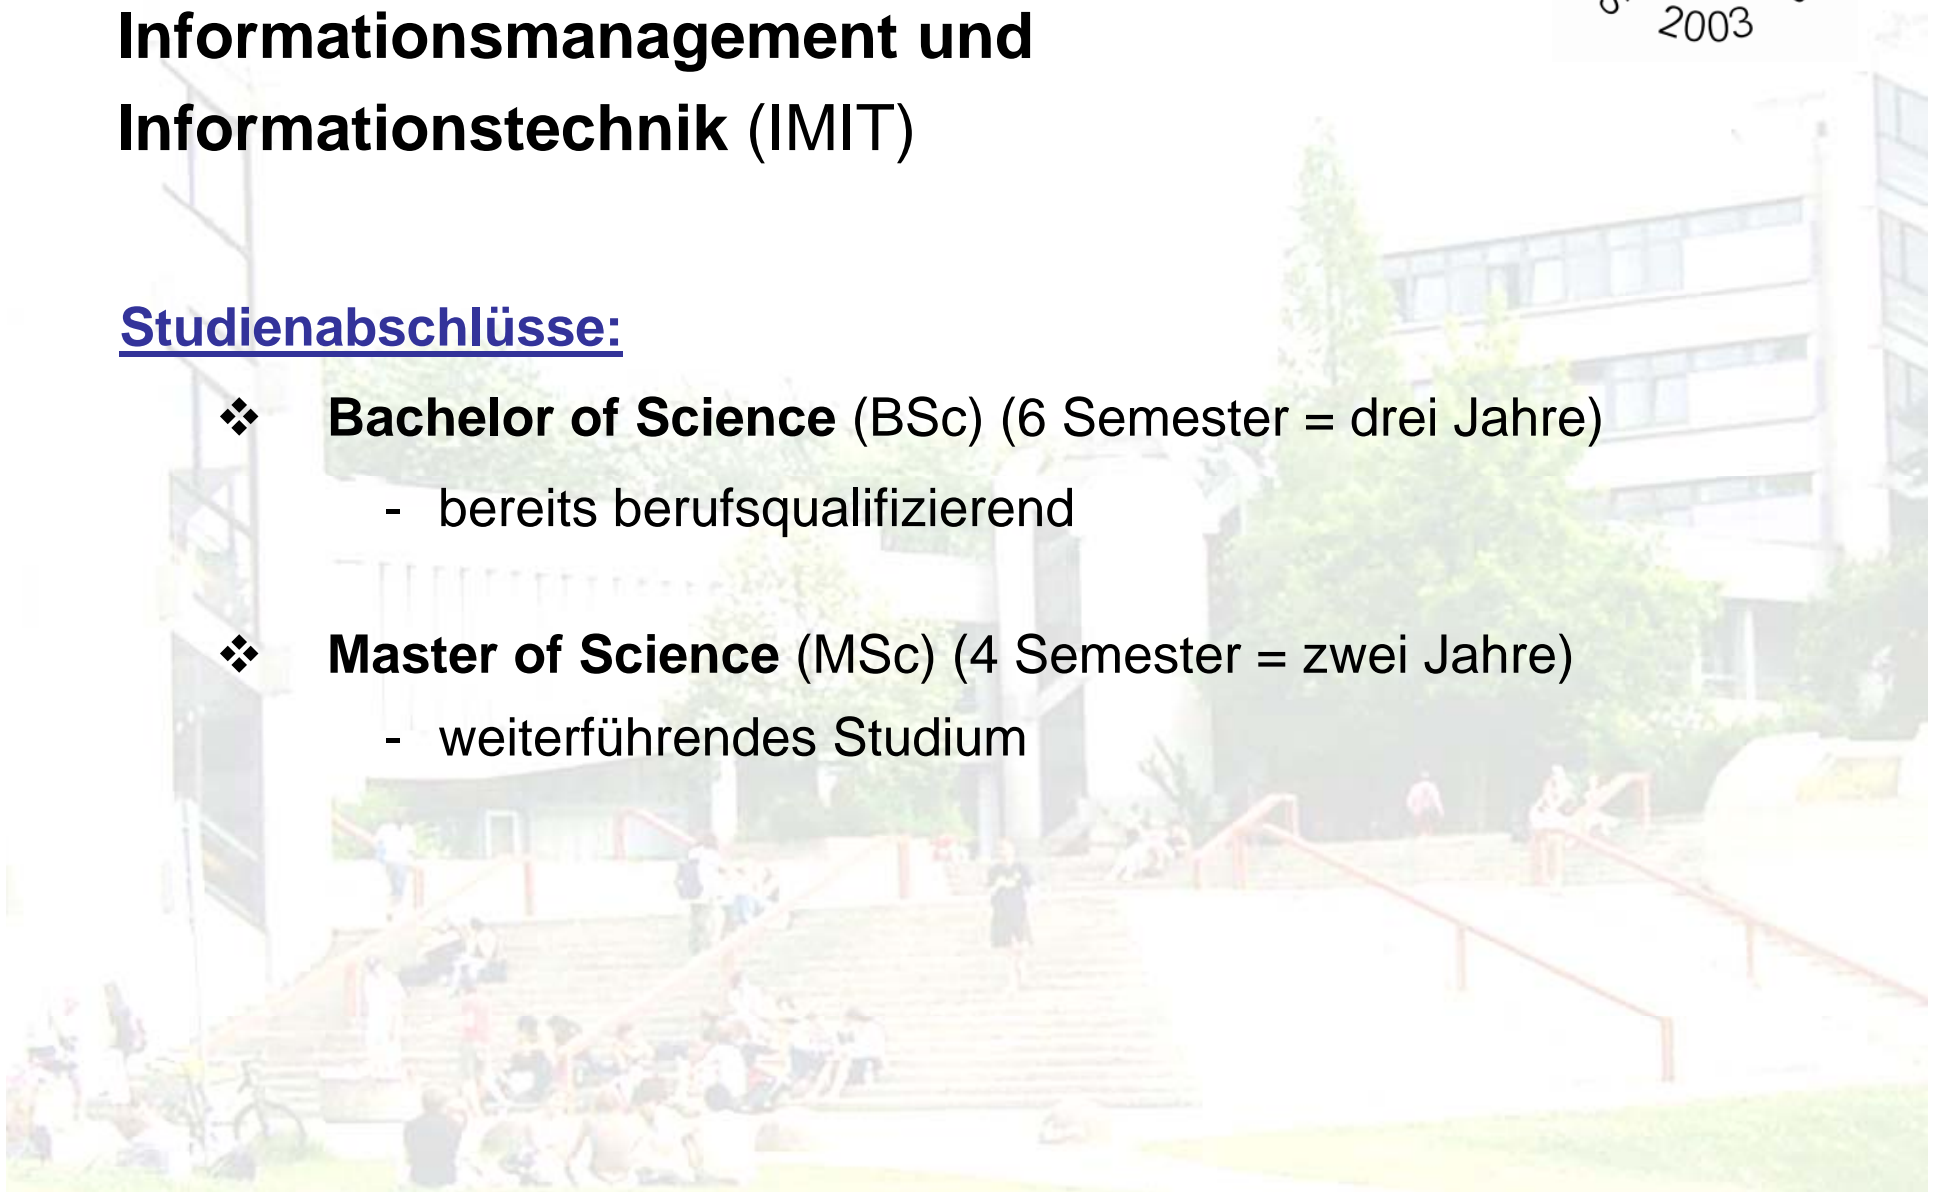 Informationsmanagement und
2003
Informationstechnik (IMIT)
Studienabschlüsse:
❖ Bachelor of Science (BSc) (6 Semester = drei Jahre)
- bereits berufsqualifizierend
❖ Master of Science (MSc) (4 Semester = zwei Jahre)
- weiterführendes Studium